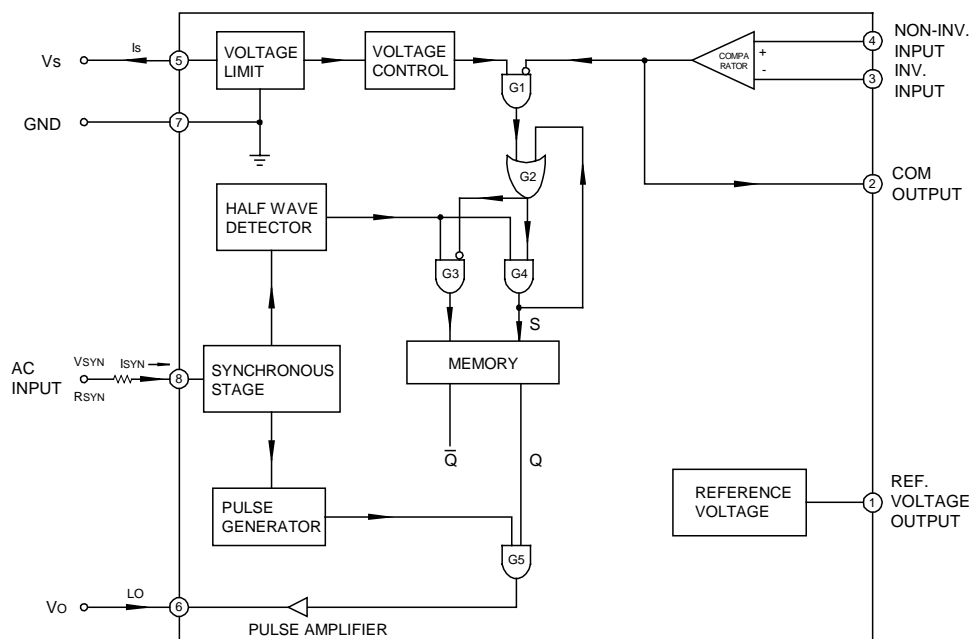 Vs
Is
5
VOLTAGE
LIMIT
VOLTAGE
CONTROL
G1
COMPA
RATOR
+
-
4
NON-INV.
INPUT
3
INV.
INPUT
GND
7
G2
2
COM
OUTPUT
HALF WAVE
DETECTOR
G3
G4
S
AC
INPUT
VSYN
ISYN
RSYN
8
SYNCHRONOUS
STAGE
MEMORY
Q̅
Q
PULSE
GENERATOR
REFERENCE
VOLTAGE
1
REF.
VOLTAGE
OUTPUT
G5
VO
LO
6
PULSE AMPLIFIER